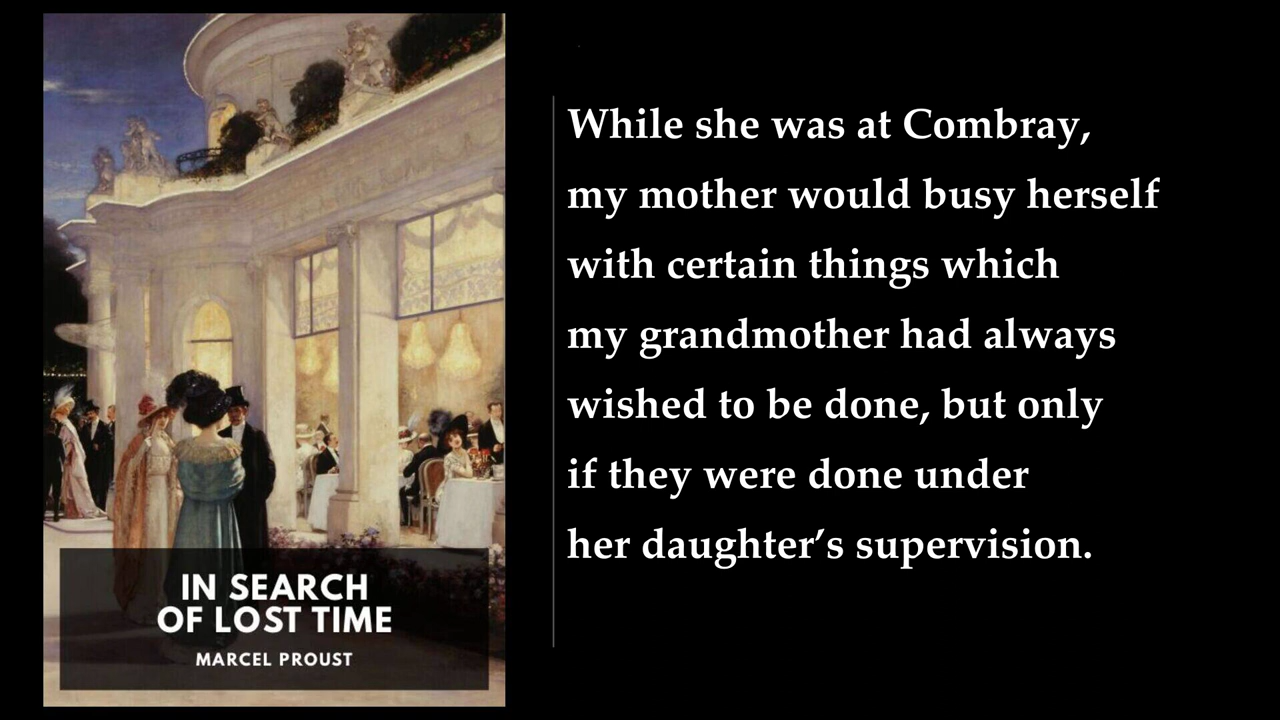 IN SEARCH
OF LOST TIME
MARCEL PROUST
While she was at Combray,
my mother would busy herself
with certain things which
my grandmother had always
wished to be done, but only
if they were done under
her daughter’s supervision.